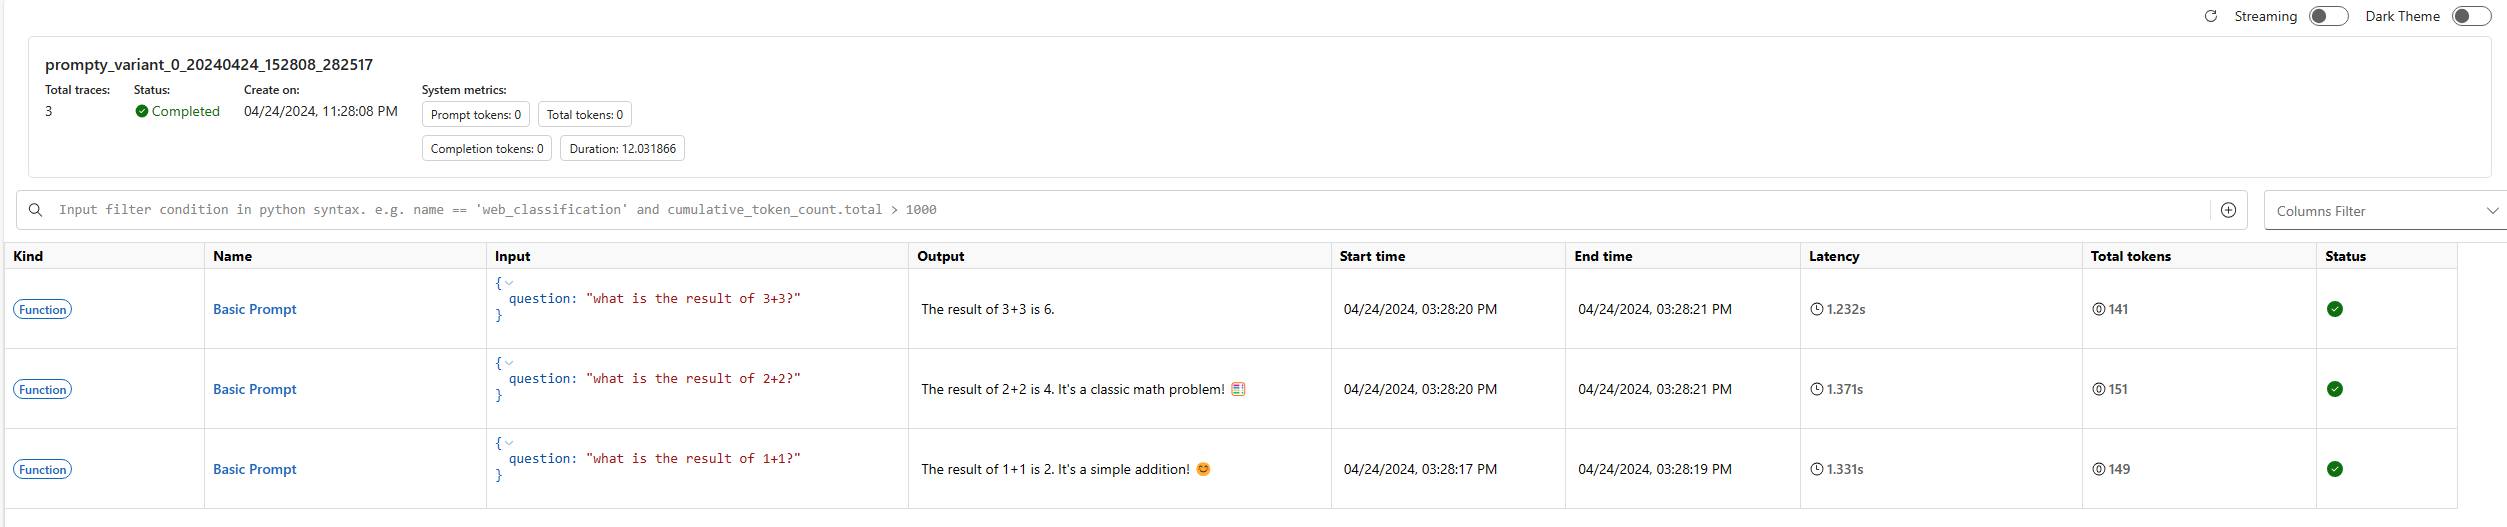 Streaming Dark Theme
prompty_variant_0_20240424_152808_282517
Total traces: Status: Create on: System metrics:
3 Completed 04/24/2024, 11:28:08 PM Prompt tokens: 0 Total tokens: 0
Completion tokens: 0 Duration: 12.031866
Input filter condition in python syntax. e.g. name == 'web_classification' and cumulative_token_count.total > 1000 Columns Filter
Kind Name Input Output Start time End time Latency Total tokens Status
{
question: "what is the result of 3+3?"
}
Function Basic Prompt The result of 3+3 is 6. 04/24/2024, 03:28:20 PM 04/24/2024, 03:28:21 PM 1.232s 141
{
question: "what is the result of 2+2?"
}
Function Basic Prompt The result of 2+2 is 4. It's a classic math problem! 🧮 04/24/2024, 03:28:20 PM 04/24/2024, 03:28:21 PM 1.371s 151
{
question: "what is the result of 1+1?"
}
Function Basic Prompt The result of 1+1 is 2. It's a simple addition! 😊 04/24/2024, 03:28:17 PM 04/24/2024, 03:28:19 PM 1.331s 149